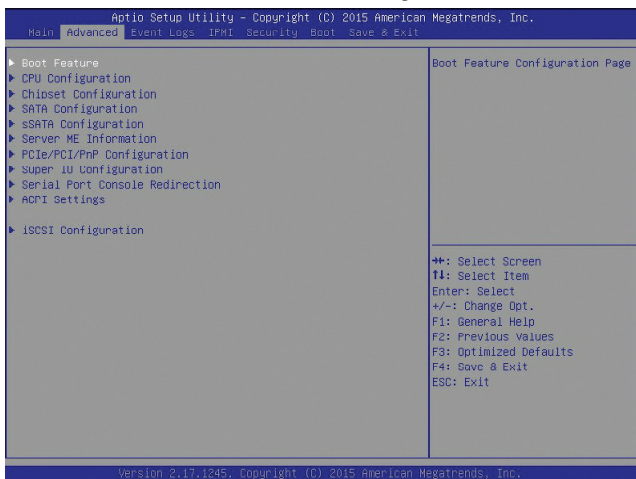 Aptio Setup Utility – Copyright (C) 2015 American Megatrends, Inc.
Main Advanced Event Logs IPMI Security Boot Save & Exit
Boot Feature
CPU Configuration
Chipset Configuration
SATA Configuration
sSATA Configuration
Server ME Information
PCIe/PCI/PnP Configuration
Super IO Configuration
Serial Port Console Redirection
ACPI Settings
iSCSI Configuration
Boot Feature Configuration Page
→←: Select Screen
↑↓: Select Item
Enter: Select
+/-: Change Opt.
F1: General Help
F2: Previous Values
F3: Optimized Defaults
F4: Save & Exit
ESC: Exit
Version 2.17.1245. Copyright (C) 2015 American Megatrends, Inc.